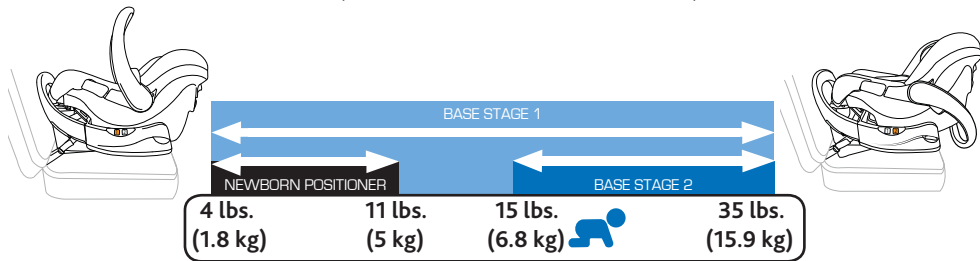 BASE STAGE 1
NEWBORN POSITIONER
BASE STAGE 2
4 lbs.
(1.8 kg)
11 lbs.
(5 kg)
15 lbs.
(6.8 kg)
35 lbs.
(15.9 kg)